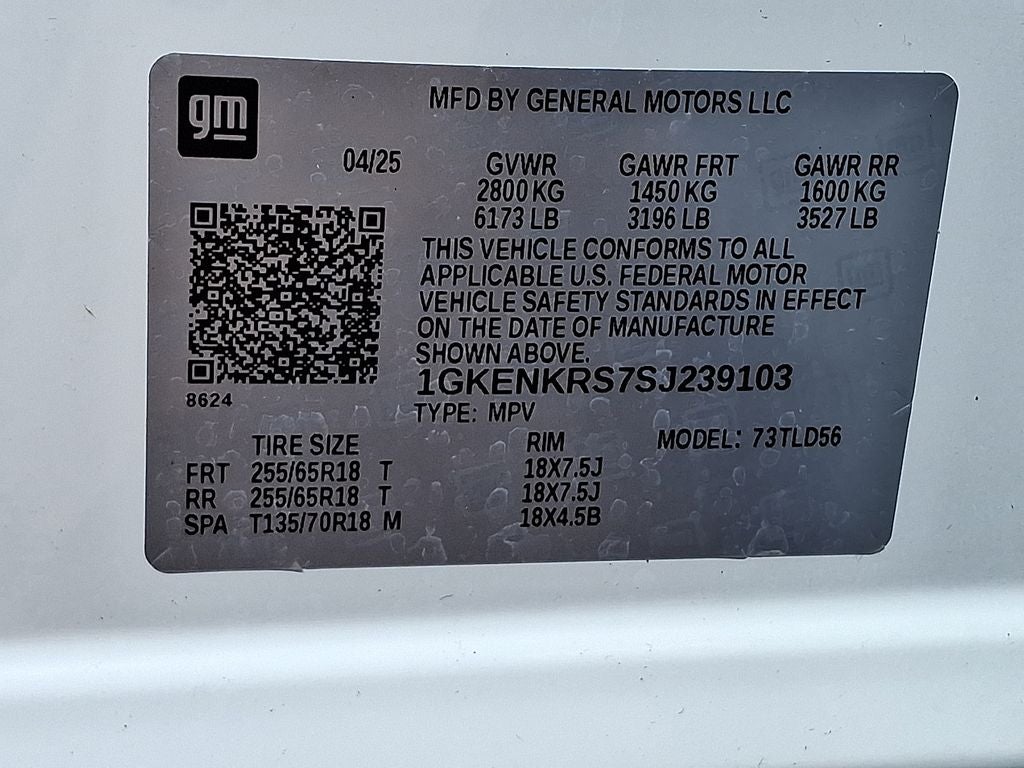 gm
MFD BY GENERAL MOTORS LLC
04/25 GVWR GAWR FRT GAWR RR
2800 KG 1450 KG 1600 KG
6173 LB 3196 LB 3527 LB
THIS VEHICLE CONFORMS TO ALL
APPLICABLE U.S. FEDERAL MOTOR
VEHICLE SAFETY STANDARDS IN EFFECT
ON THE DATE OF MANUFACTURE
SHOWN ABOVE.
1GKENKRS7SJ239103
8624
TYPE: MPV
TIRE SIZE RIM MODEL: 73TLD56
FRT 255/65R18 T 18X7.5J
RR 255/65R18 T 18X7.5J
SPA T135/70R18 M 18X4.5B